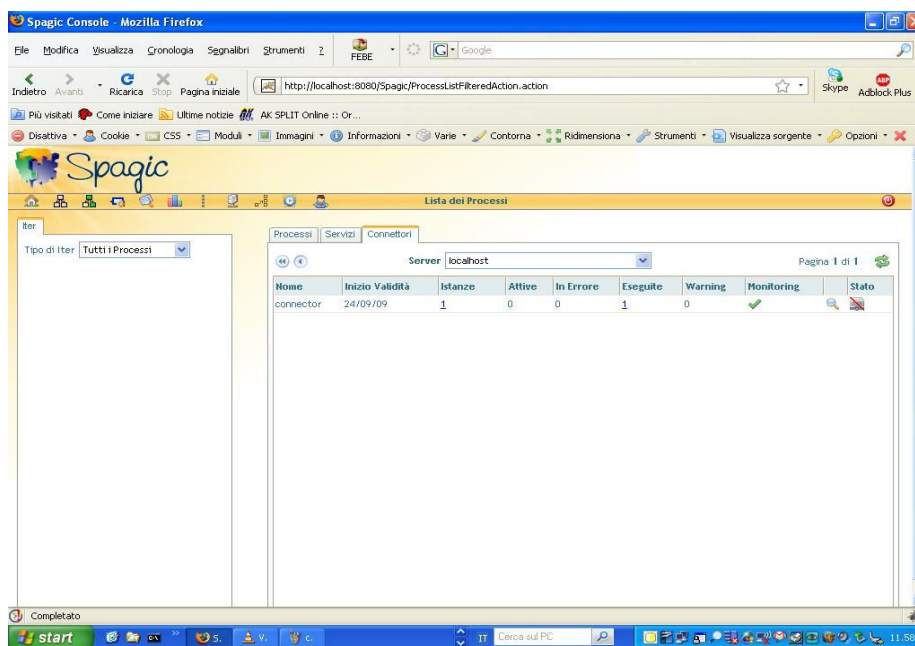 Spagic Console - Mozilla Firefox
File Modifica Visualizza Cronologia Segnalibri Strumenti ? FEBE G Google
Indietro Avanti Ricarica Stop Pagina iniziale http://localhost:8080/Spagic/ProcessListFilteredAction.action Skype Adblock Plus
Più visitati Come iniziare Ultime notizie AK SPLIT Online :: Or...
Disattiva Cookie CSS Moduli Immagini Informazioni Varie Contorna Ridimensiona Strumenti Visualizza sorgente Opzioni
Spagic
Lista dei Processi
Iter
Tipo di Iter Tutti i Processi
Processi Servizi Connettori
Server localhost Pagina 1 di 1
Nome Inizio Validità Istanze Attive In Errore Eseguite Warning Monitoring Stato
connector 24/09/09 1 0 0 1 0
Completato
start S. V. c. IT Cerca sul PC 11.58